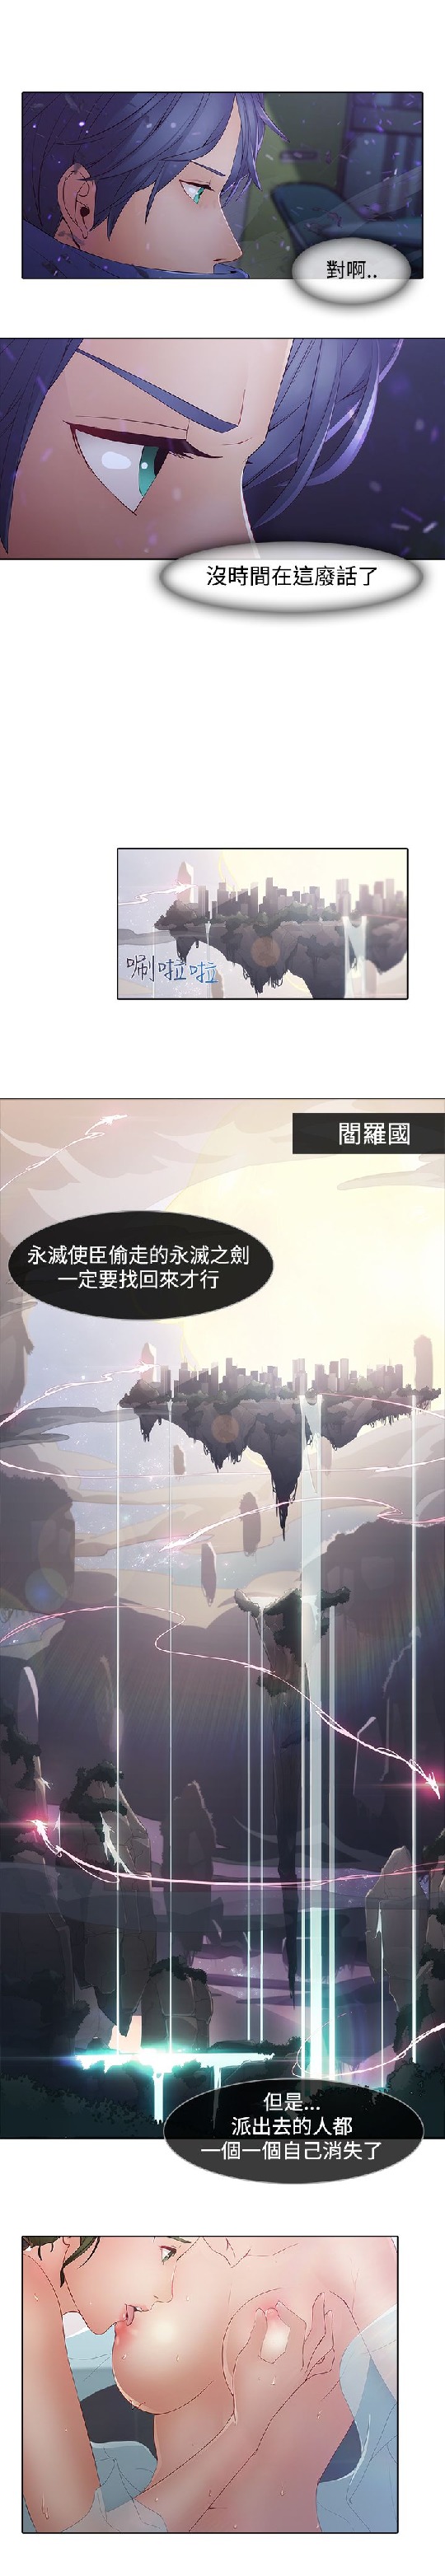 對啊..
沒時間在這廢話了
唰啦啦
閻羅國
永滅使臣偷走的永滅之劍
一定要找回來才行
但是...
派出去的人都
一個一個自己消失了